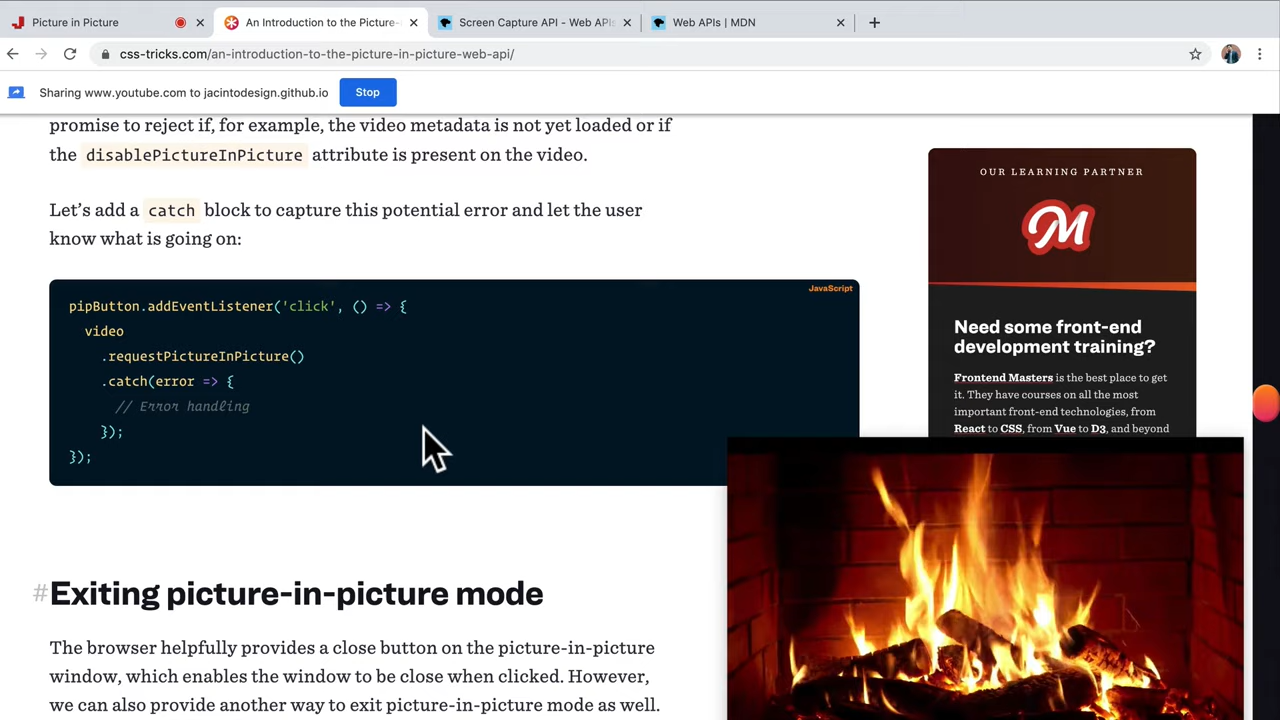 Picture in Picture
An Introduction to the Picture-
Screen Capture API - Web APIs
Web APIs | MDN
css-tricks.com/an-introduction-to-the-picture-in-picture-web-api/
Sharing www.youtube.com to jacintodesign.github.io
Stop
promise to reject if, for example, the video metadata is not yet loaded or if
the disablePictureInPicture attribute is present on the video.
Let's add a catch block to capture this potential error and let the user
know what is going on:
JavaScript
pipButton.addEventListener('click', () => {
video
.requestPictureInPicture()
.catch(error => {
// Error handling
});
});
#Exiting picture-in-picture mode
The browser helpfully provides a close button on the picture-in-picture
window, which enables the window to be close when clicked. However,
we can also provide another way to exit picture-in-picture mode as well.
OUR LEARNING PARTNER
M
Need some front-end
development training?
Frontend Masters is the best place to get
it. They have courses on all the most
important front-end technologies, from
React to CSS, from Vue to D3, and beyond